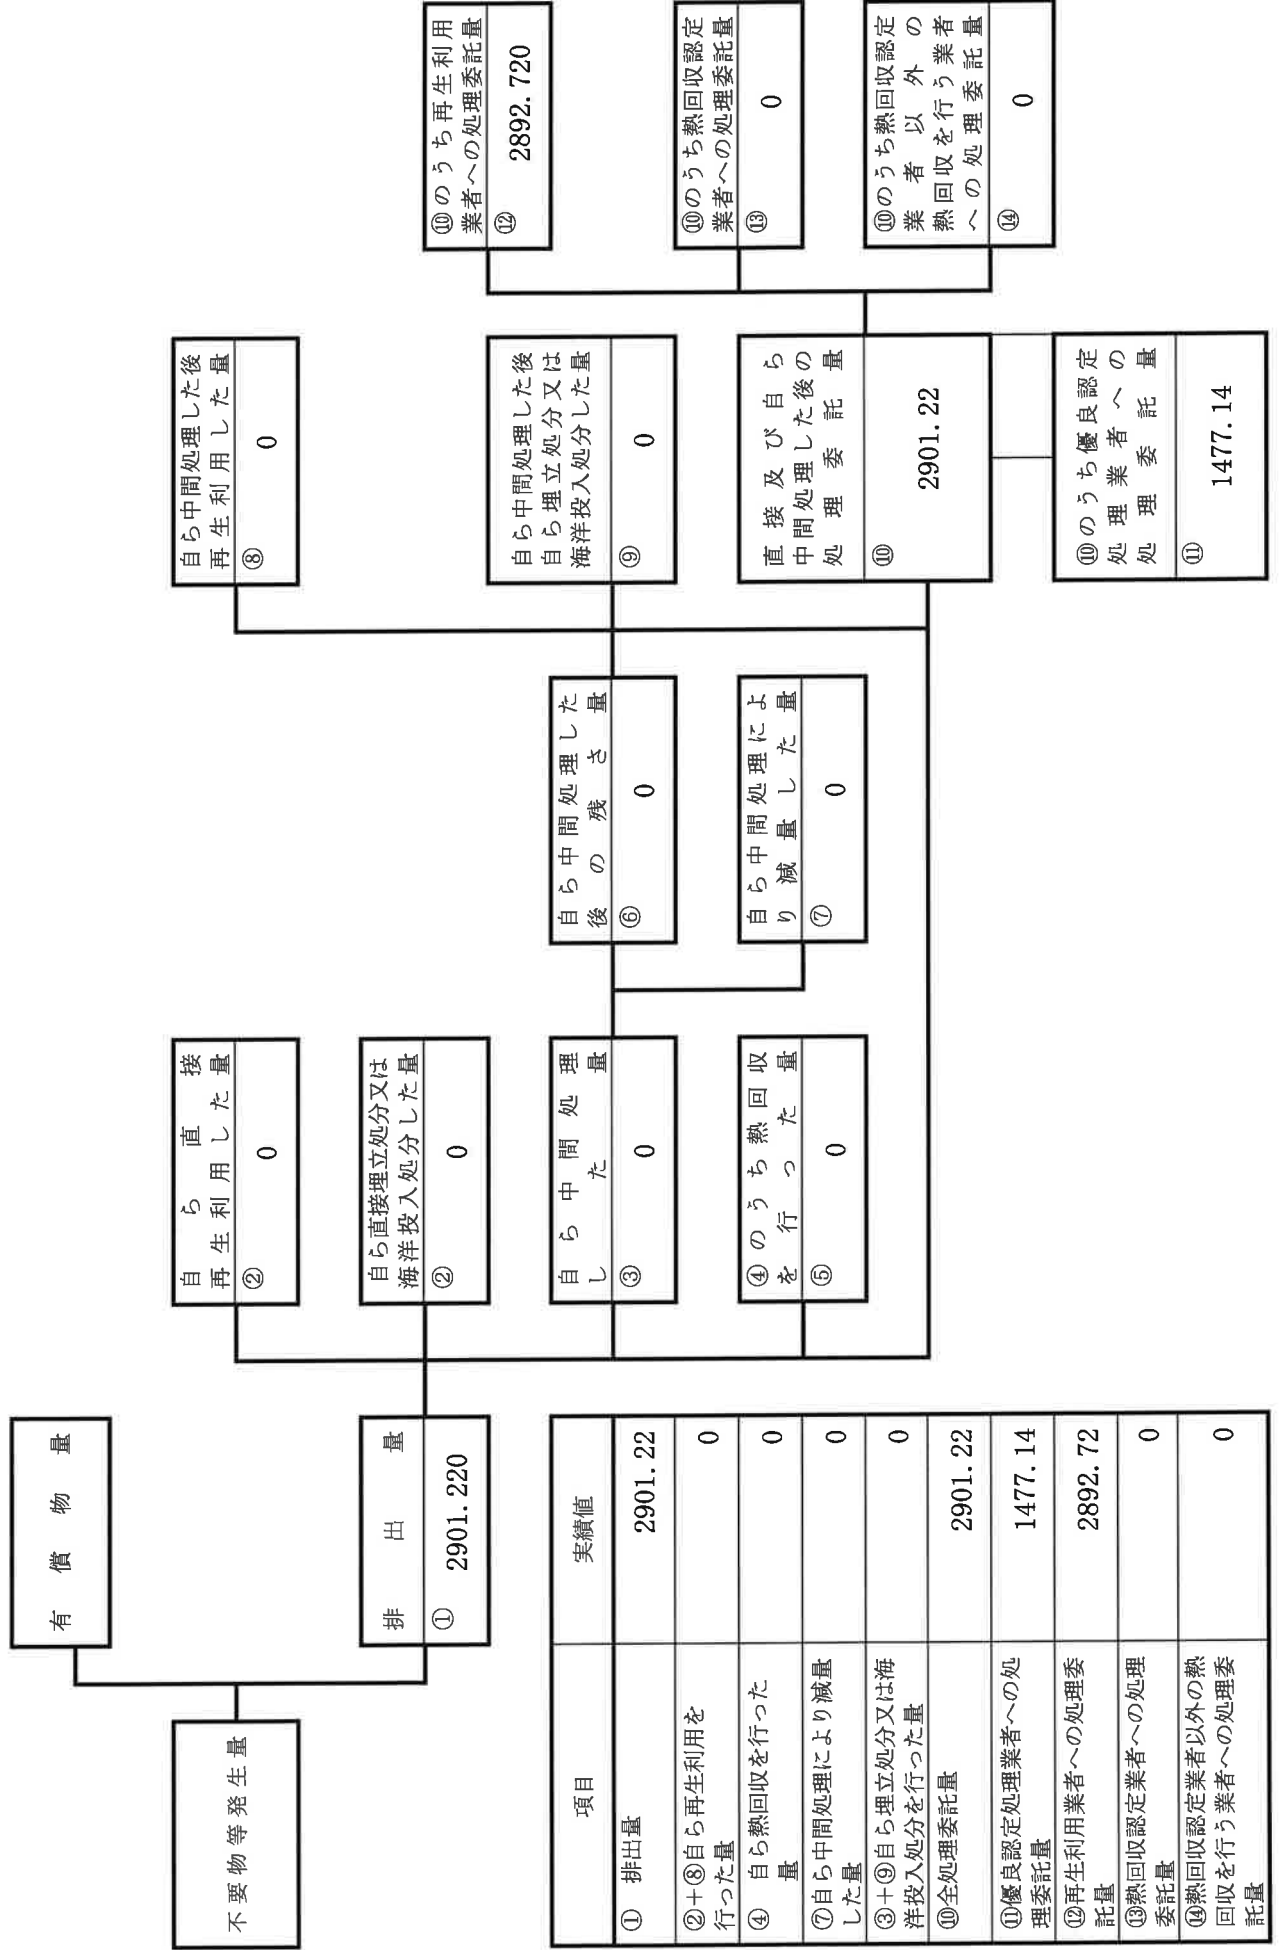 有償物量
不要物等発生量
排出量
①
2901.220
自ら直接
再生利用した量
②
0
自ら直接埋立処分又は
海洋投入処分した量
②
0
自ら中間処理
した量
③
0
④のうち熱回収
を行った量
⑤
0
自ら中間処理した
後の残さ量
⑥
0
自ら中間処理によ
り減量した量
⑦
0
自ら中間処理した後
再生利用した量
⑧
0
自ら中間処理した後
自ら埋立処分又は
海洋投入処分した量
⑨
0
直接及び自ら
中間処理した後の
処理委託量
⑩
2901.22
⑩のうち優良認定
処理業者への
処理委託量
⑪
1477.14
⑩のうち再生利用
業者への処理委託量
⑫
2892.720
⑩のうち熱回収認定
業者への処理委託量
⑬
0
⑩のうち熱回収認定
業者以外の
熱回収を行う業者
への処理委託量
⑭
0
項目 実績値
① 排出量 2901.22
②+⑧自ら再生利用を
行った量 0
④ 自ら熱回収を行った
量 0
⑦自ら中間処理により減量
した量 0
③+⑨自ら埋立処分又は海
洋投入処分を行った量 0
⑩全処理委託量 2901.22
⑪優良認定処理業者への処
理委託量 1477.14
⑫再生利用業者への処理委
託量 2892.72
⑬熱回収認定業者への処理
委託量 0
⑭熱回収認定業者以外の熱
回収を行う業者への処理委
託量 0